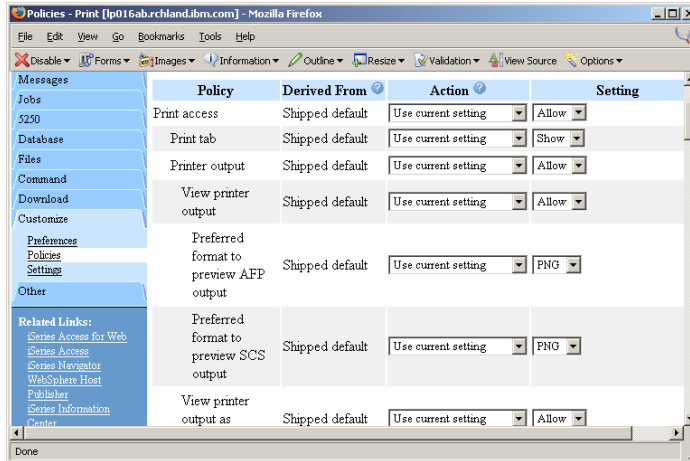 Policies - Print [lp016ab.rchland.ibm.com] - Mozilla Firefox
File Edit View Go Bookmarks Tools Help
Disable Forms Images Information Outline Resize Validation View Source Options
Messages
Jobs
5250
Database
Files
Command
Download
Customize
Preferences
Policies
Settings
Other
Related Links:
iSeries Access for Web
iSeries Access
iSeries Navigator
WebSphere Host
Publisher
iSeries Information
Center
Policy Derived From Action Setting
Print access Shipped default Use current setting Allow
Print tab Shipped default Use current setting Show
Printer output Shipped default Use current setting Allow
View printer
output Shipped default Use current setting Allow
Preferred
format to
preview AFP
output Shipped default Use current setting PNG
Preferred
format to
preview SCS
output Shipped default Use current setting PNG
View printer
output as Shipped default Use current setting Allow
Done